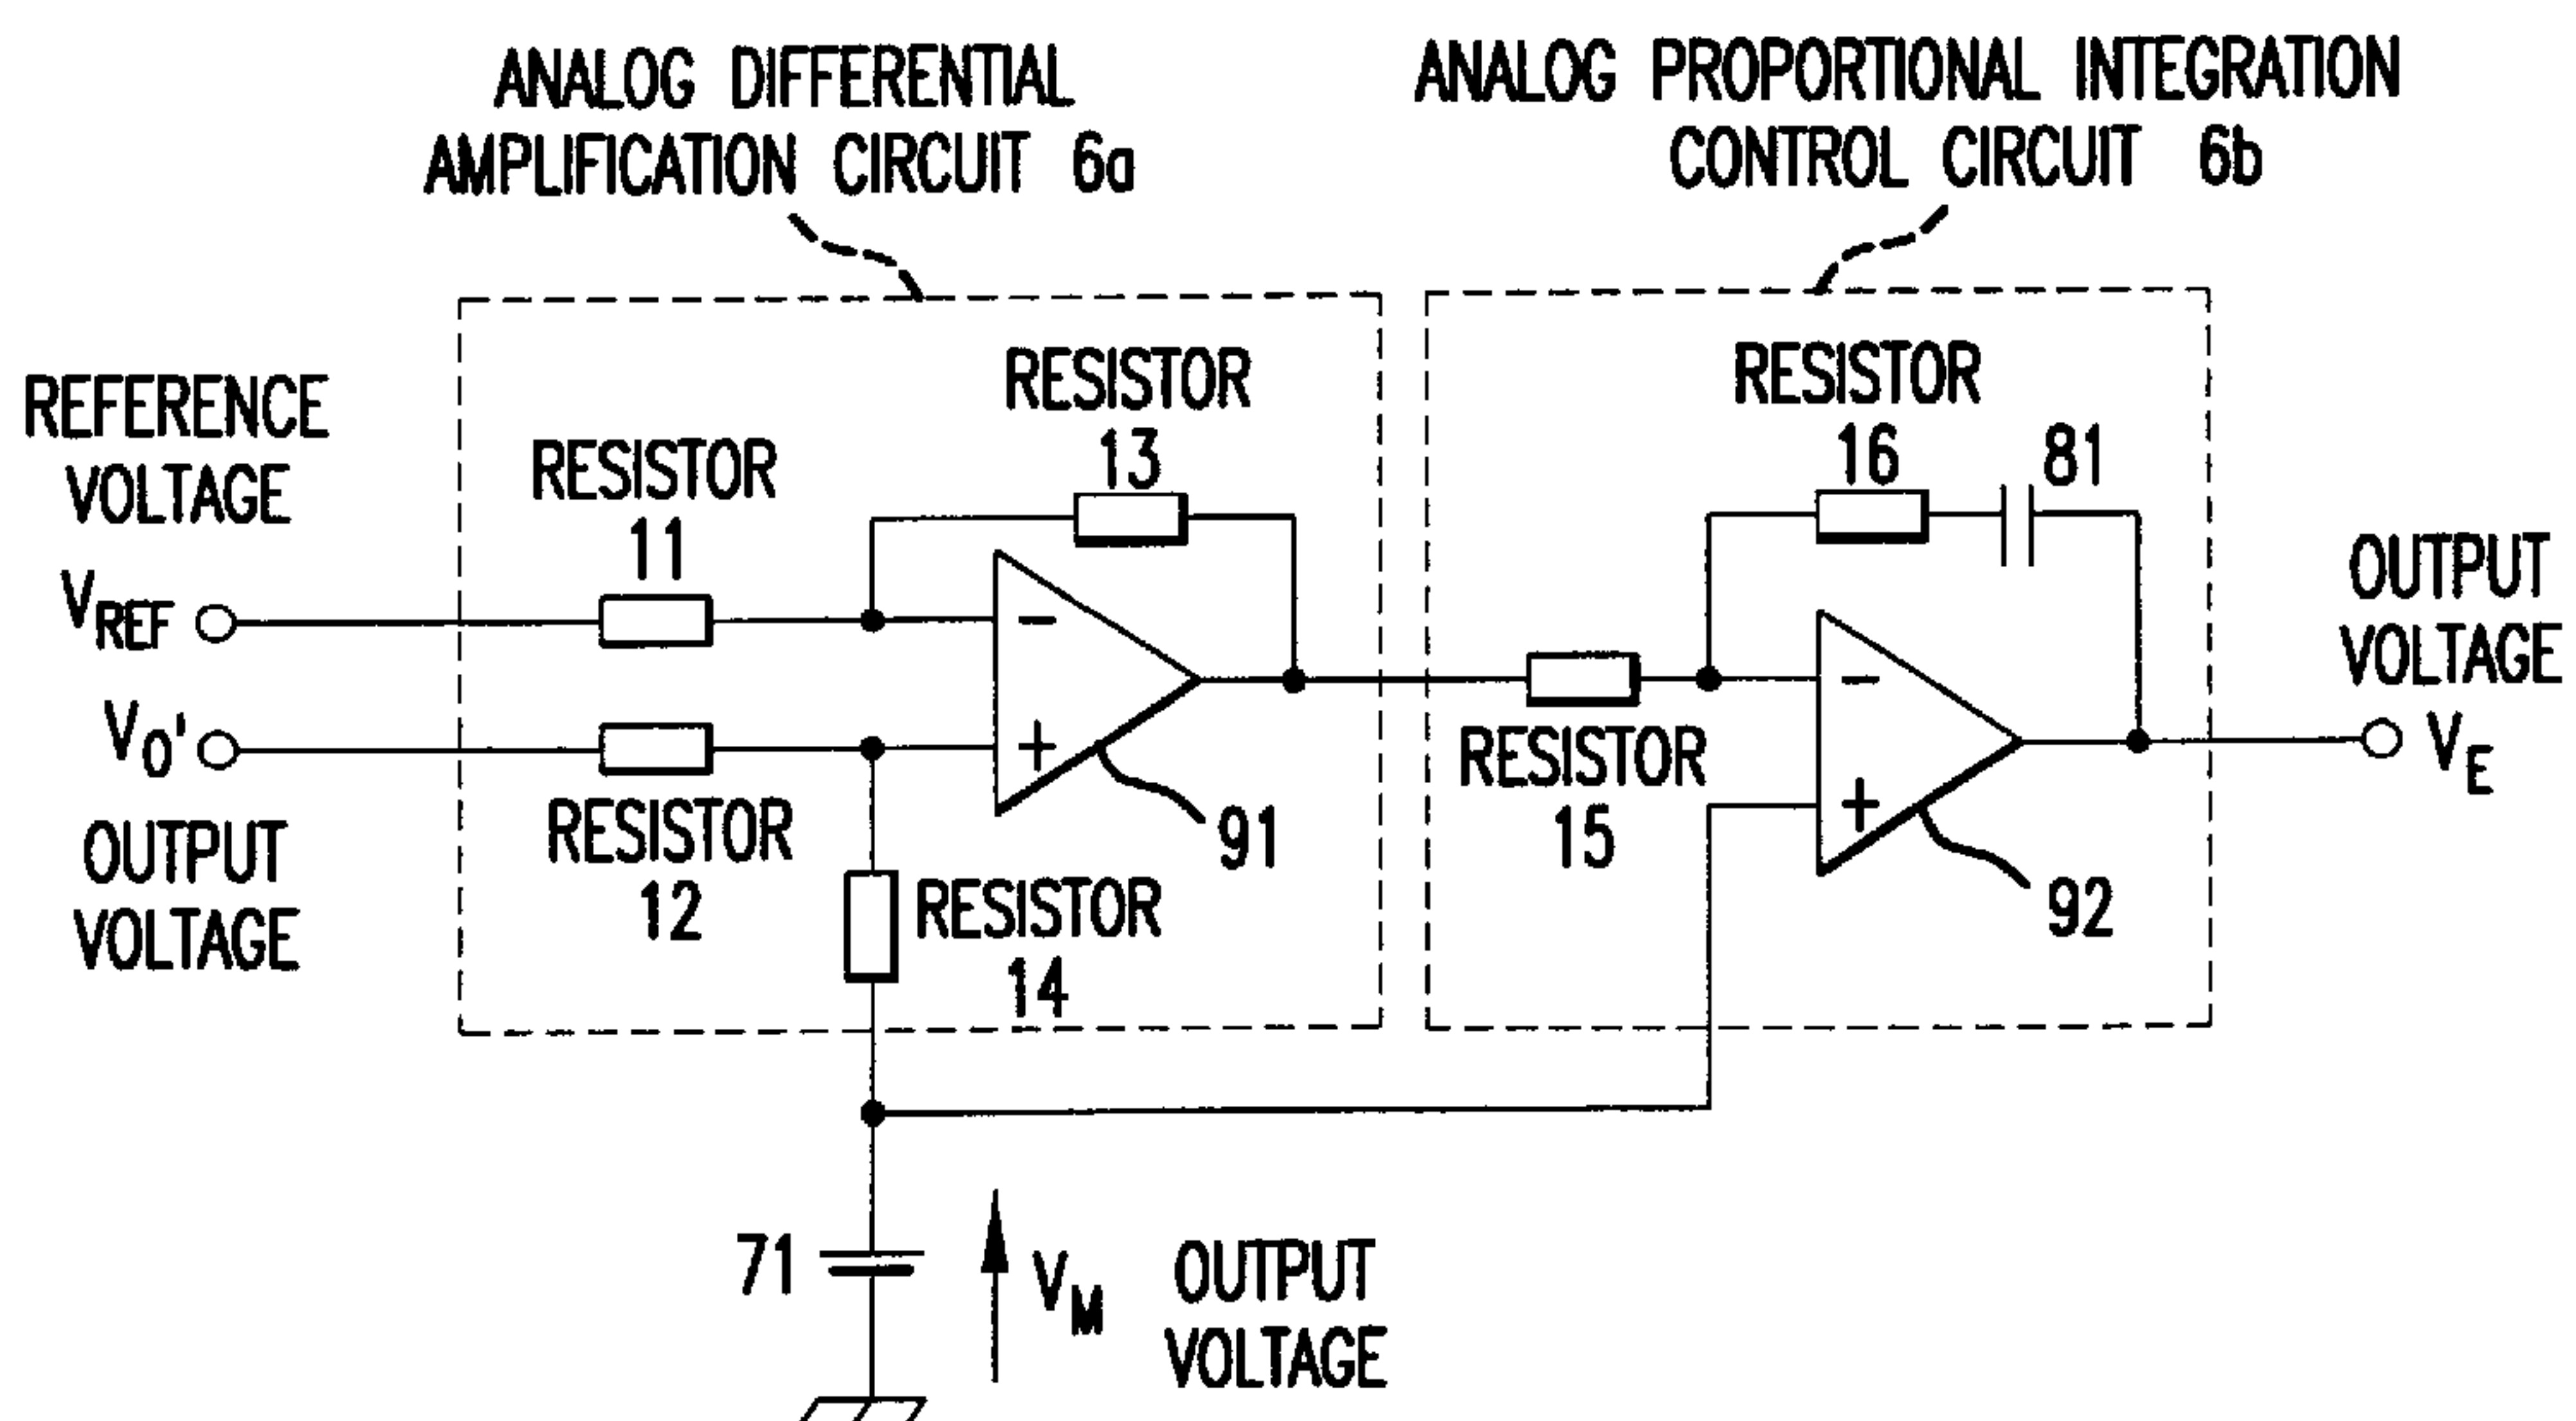 ANALOG DIFFERENTIAL
AMPLIFICATION CIRCUIT 6a
ANALOG PROPORTIONAL INTEGRATION
CONTROL CIRCUIT 6b
REFERENCE
VOLTAGE
VREF
RESISTOR
11
RESISTOR
13
RESISTOR
16
81
−
+
−
+
VO'
OUTPUT
VOLTAGE
RESISTOR
12
RESISTOR
14
91
RESISTOR
15
92
OUTPUT
VOLTAGE
VE
71
VM
OUTPUT
VOLTAGE